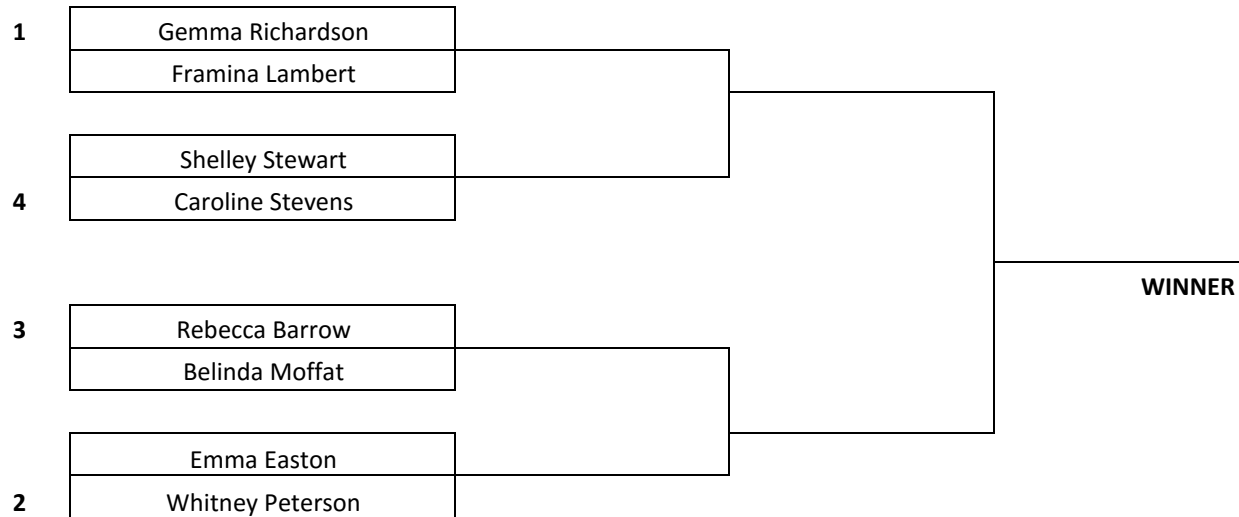 1 Gemma Richardson
Framina Lambert
Shelley Stewart
4 Caroline Stevens
WINNER
3 Rebecca Barrow
Belinda Moffat
Emma Easton
2 Whitney Peterson